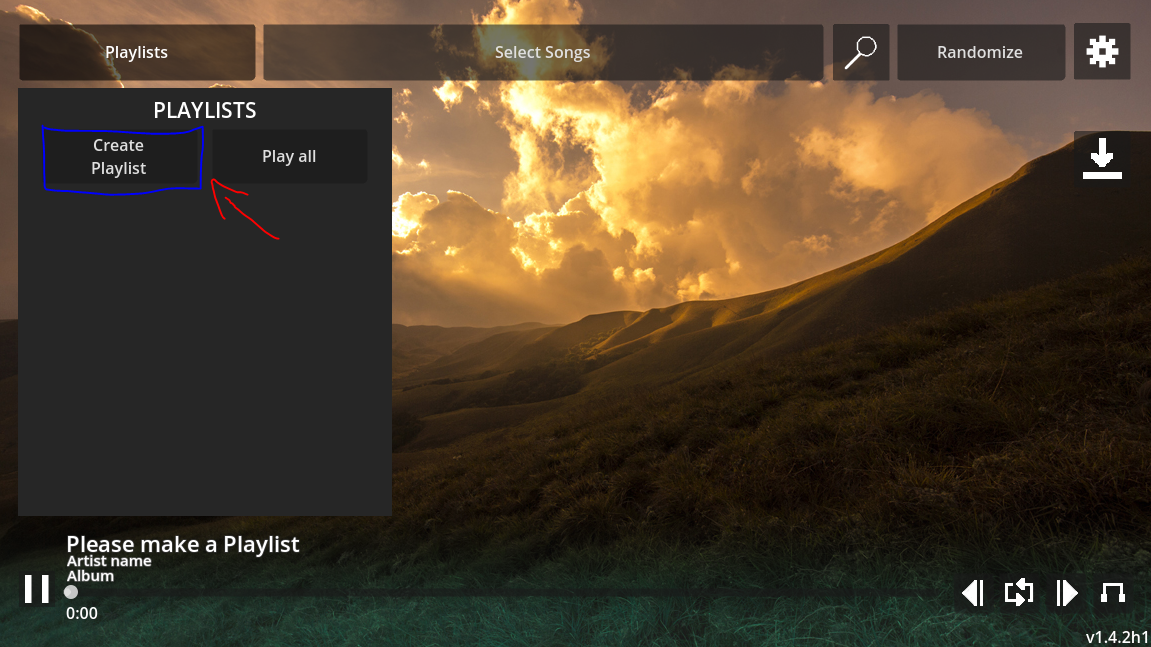 Playlists
Select Songs
Randomize
PLAYLISTS
Create
Playlist
Play all
Please make a Playlist
Artist name
Album
0:00
v1.4.2h1